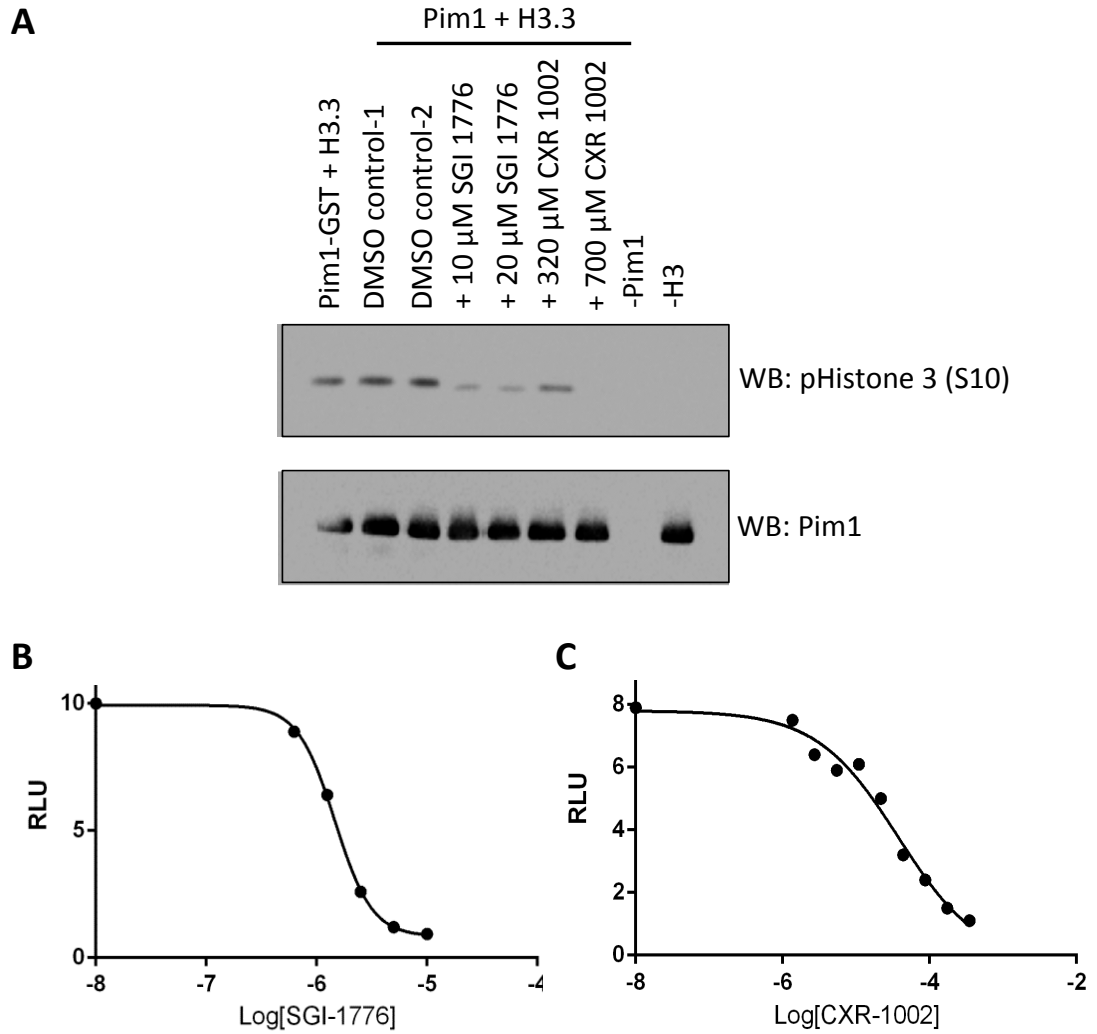 A
Pim1 + H3.3
Pim1-GST + H3.3
DMSO control-1
DMSO control-2
+ 10 µM SGI 1776
+ 20 µM SGI 1776
+ 320 µM CXR 1002
+ 700 µM CXR 1002
-Pim1
-H3
WB: pHistone 3 (S10)
WB: Pim1
B
10
5
0
RLU
-8
-7
-6
-5
-4
Log[SGI-1776]
C
8
6
4
2
0
RLU
-8
-6
-4
-2
Log[CXR-1002]